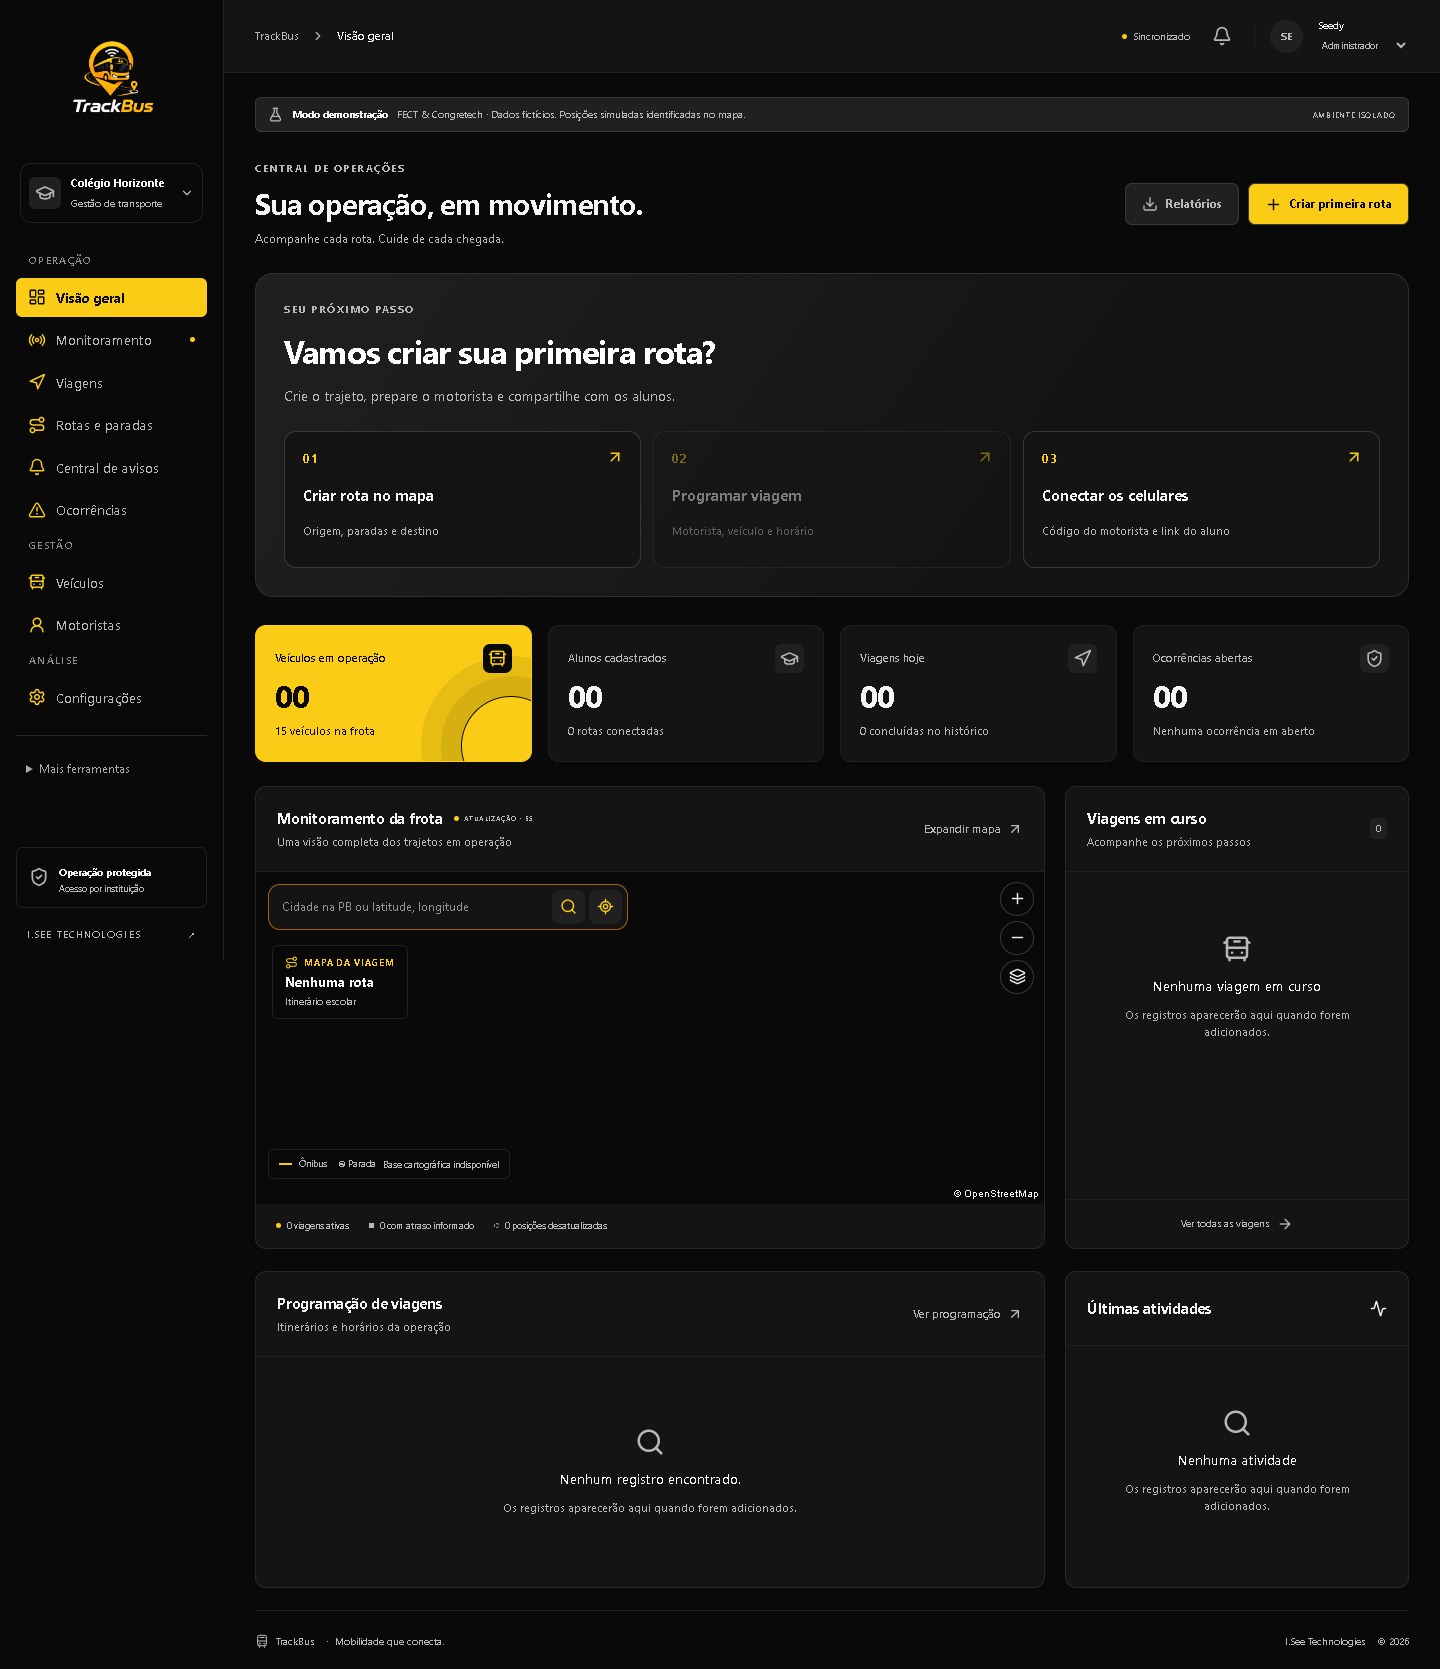 TrackBus
Colégio Horizonte
Gestão de transporte
OPERAÇÃO
Visão geral
Monitoramento
Viagens
Rotas e paradas
Central de avisos
Ocorrências
GESTÃO
Veículos
Motoristas
ANÁLISE
Configurações
Mais ferramentas
Operação protegida
Acesso por instituição
I.SEE TECHNOLOGIES
TrackBus > Visão geral
Sincronizado
SE
Seedy
Administrador
Modo demonstração FECT & Congretech · Dados fictícios. Posições simuladas identificadas no mapa.
AMBIENTE ISOLADO
CENTRAL DE OPERAÇÕES
Sua operação, em movimento.
Acompanhe cada rota. Cuide de cada chegada.
Relatórios
Criar primeira rota
SEU PRÓXIMO PASSO
Vamos criar sua primeira rota?
Crie o trajeto, prepare o motorista e compartilhe com os alunos.
01
Criar rota no mapa
Origem, paradas e destino
02
Programar viagem
Motorista, veículo e horário
03
Conectar os celulares
Código do motorista e link do aluno
Veículos em operação
00
15 veículos na frota
Alunos cadastrados
00
0 rotas conectadas
Viagens hoje
00
0 concluídas no histórico
Ocorrências abertas
00
Nenhuma ocorrência em aberto
Monitoramento da frota
ATUALIZAÇÃO · 5S
Uma visão completa dos trajetos em operação
Expandir mapa
Cidade na PB ou latitude, longitude
MAPA DA VIAGEM
Nenhuma rota
Itinerário escolar
Ônibus
Parada
Base cartográfica indisponível
© OpenStreetMap
0 viagens ativas
0 com atraso informado
0 posições desatualizadas
Viagens em curso
Acompanhe os próximos passos
0
Nenhuma viagem em curso
Os registros aparecerão aqui quando forem
adicionados.
Ver todas as viagens
Programação de viagens
Itinerários e horários da operação
Ver programação
Nenhum registro encontrado.
Os registros aparecerão aqui quando forem adicionados.
Últimas atividades
Nenhuma atividade
Os registros aparecerão aqui quando forem
adicionados.
TrackBus · Mobilidade que conecta.
I.See Technologies © 2026